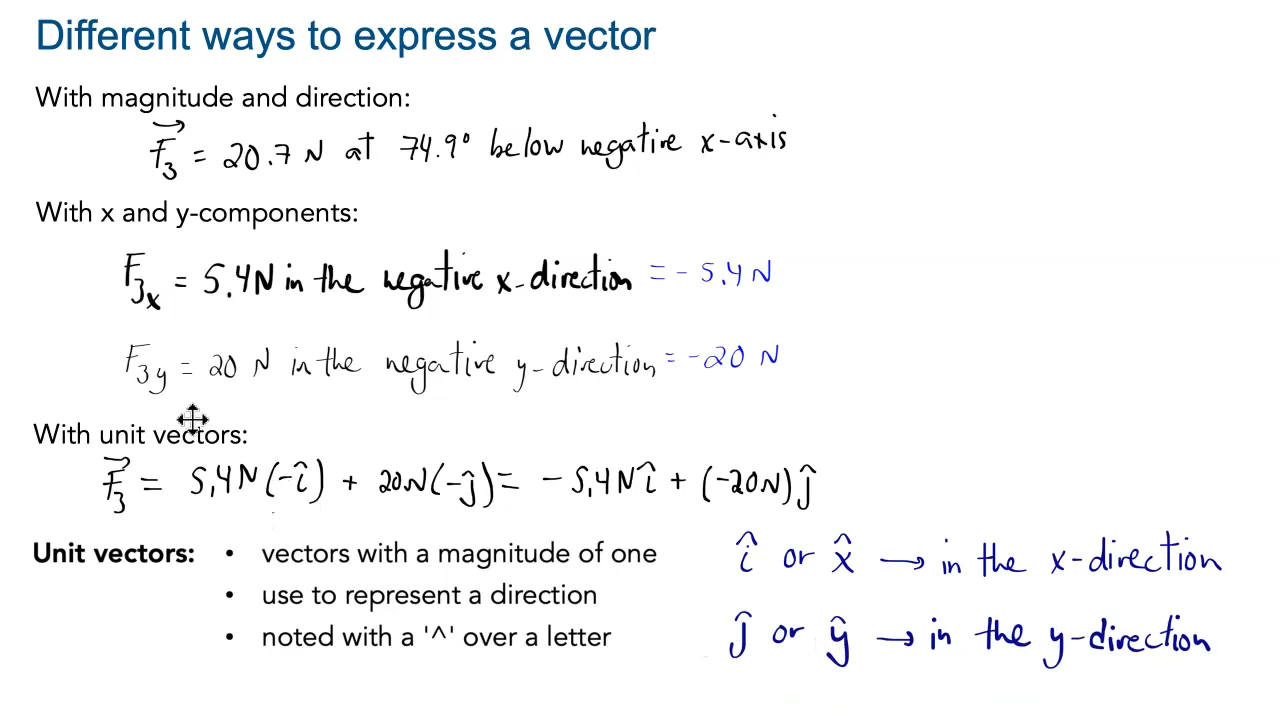 Different ways to express a vector
With magnitude and direction:
F⃗₃ = 20.7 N at 74.9° below negative x-axis
With x and y-components:
F₃ₓ = 5.4N in the negative x-direction = - 5.4 N
F₃y = 20 N in the negative y-direction = -20 N
With unit vectors:
F⃗₃ = 5.4N (-î) + 20N(-ĵ) = - 5.4N î + (-20N) ĵ
Unit vectors: • vectors with a magnitude of one
• use to represent a direction
• noted with a '^' over a letter
î or x̂ → in the x-direction
ĵ or ŷ → in the y-direction